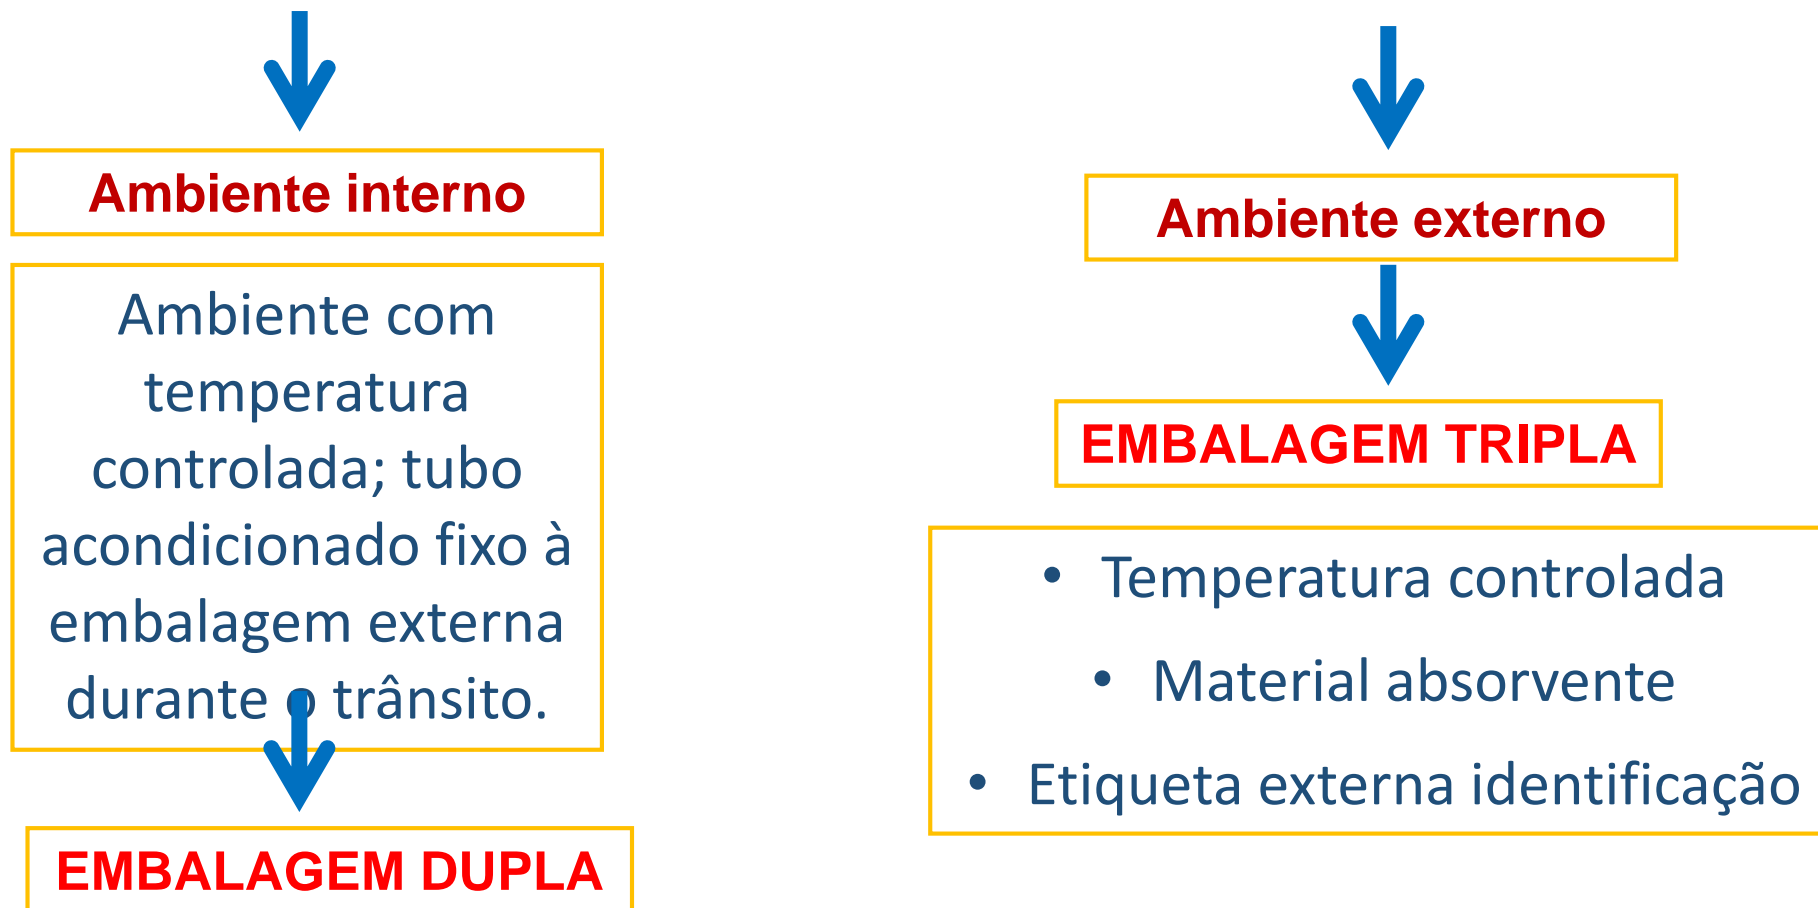 Ambiente interno
Ambiente com
temperatura
controlada; tubo
acondicionado fixo à
embalagem externa
durante o trânsito.
EMBALAGEM DUPLA
Ambiente externo
EMBALAGEM TRIPLA
• Temperatura controlada
• Material absorvente
• Etiqueta externa identificação